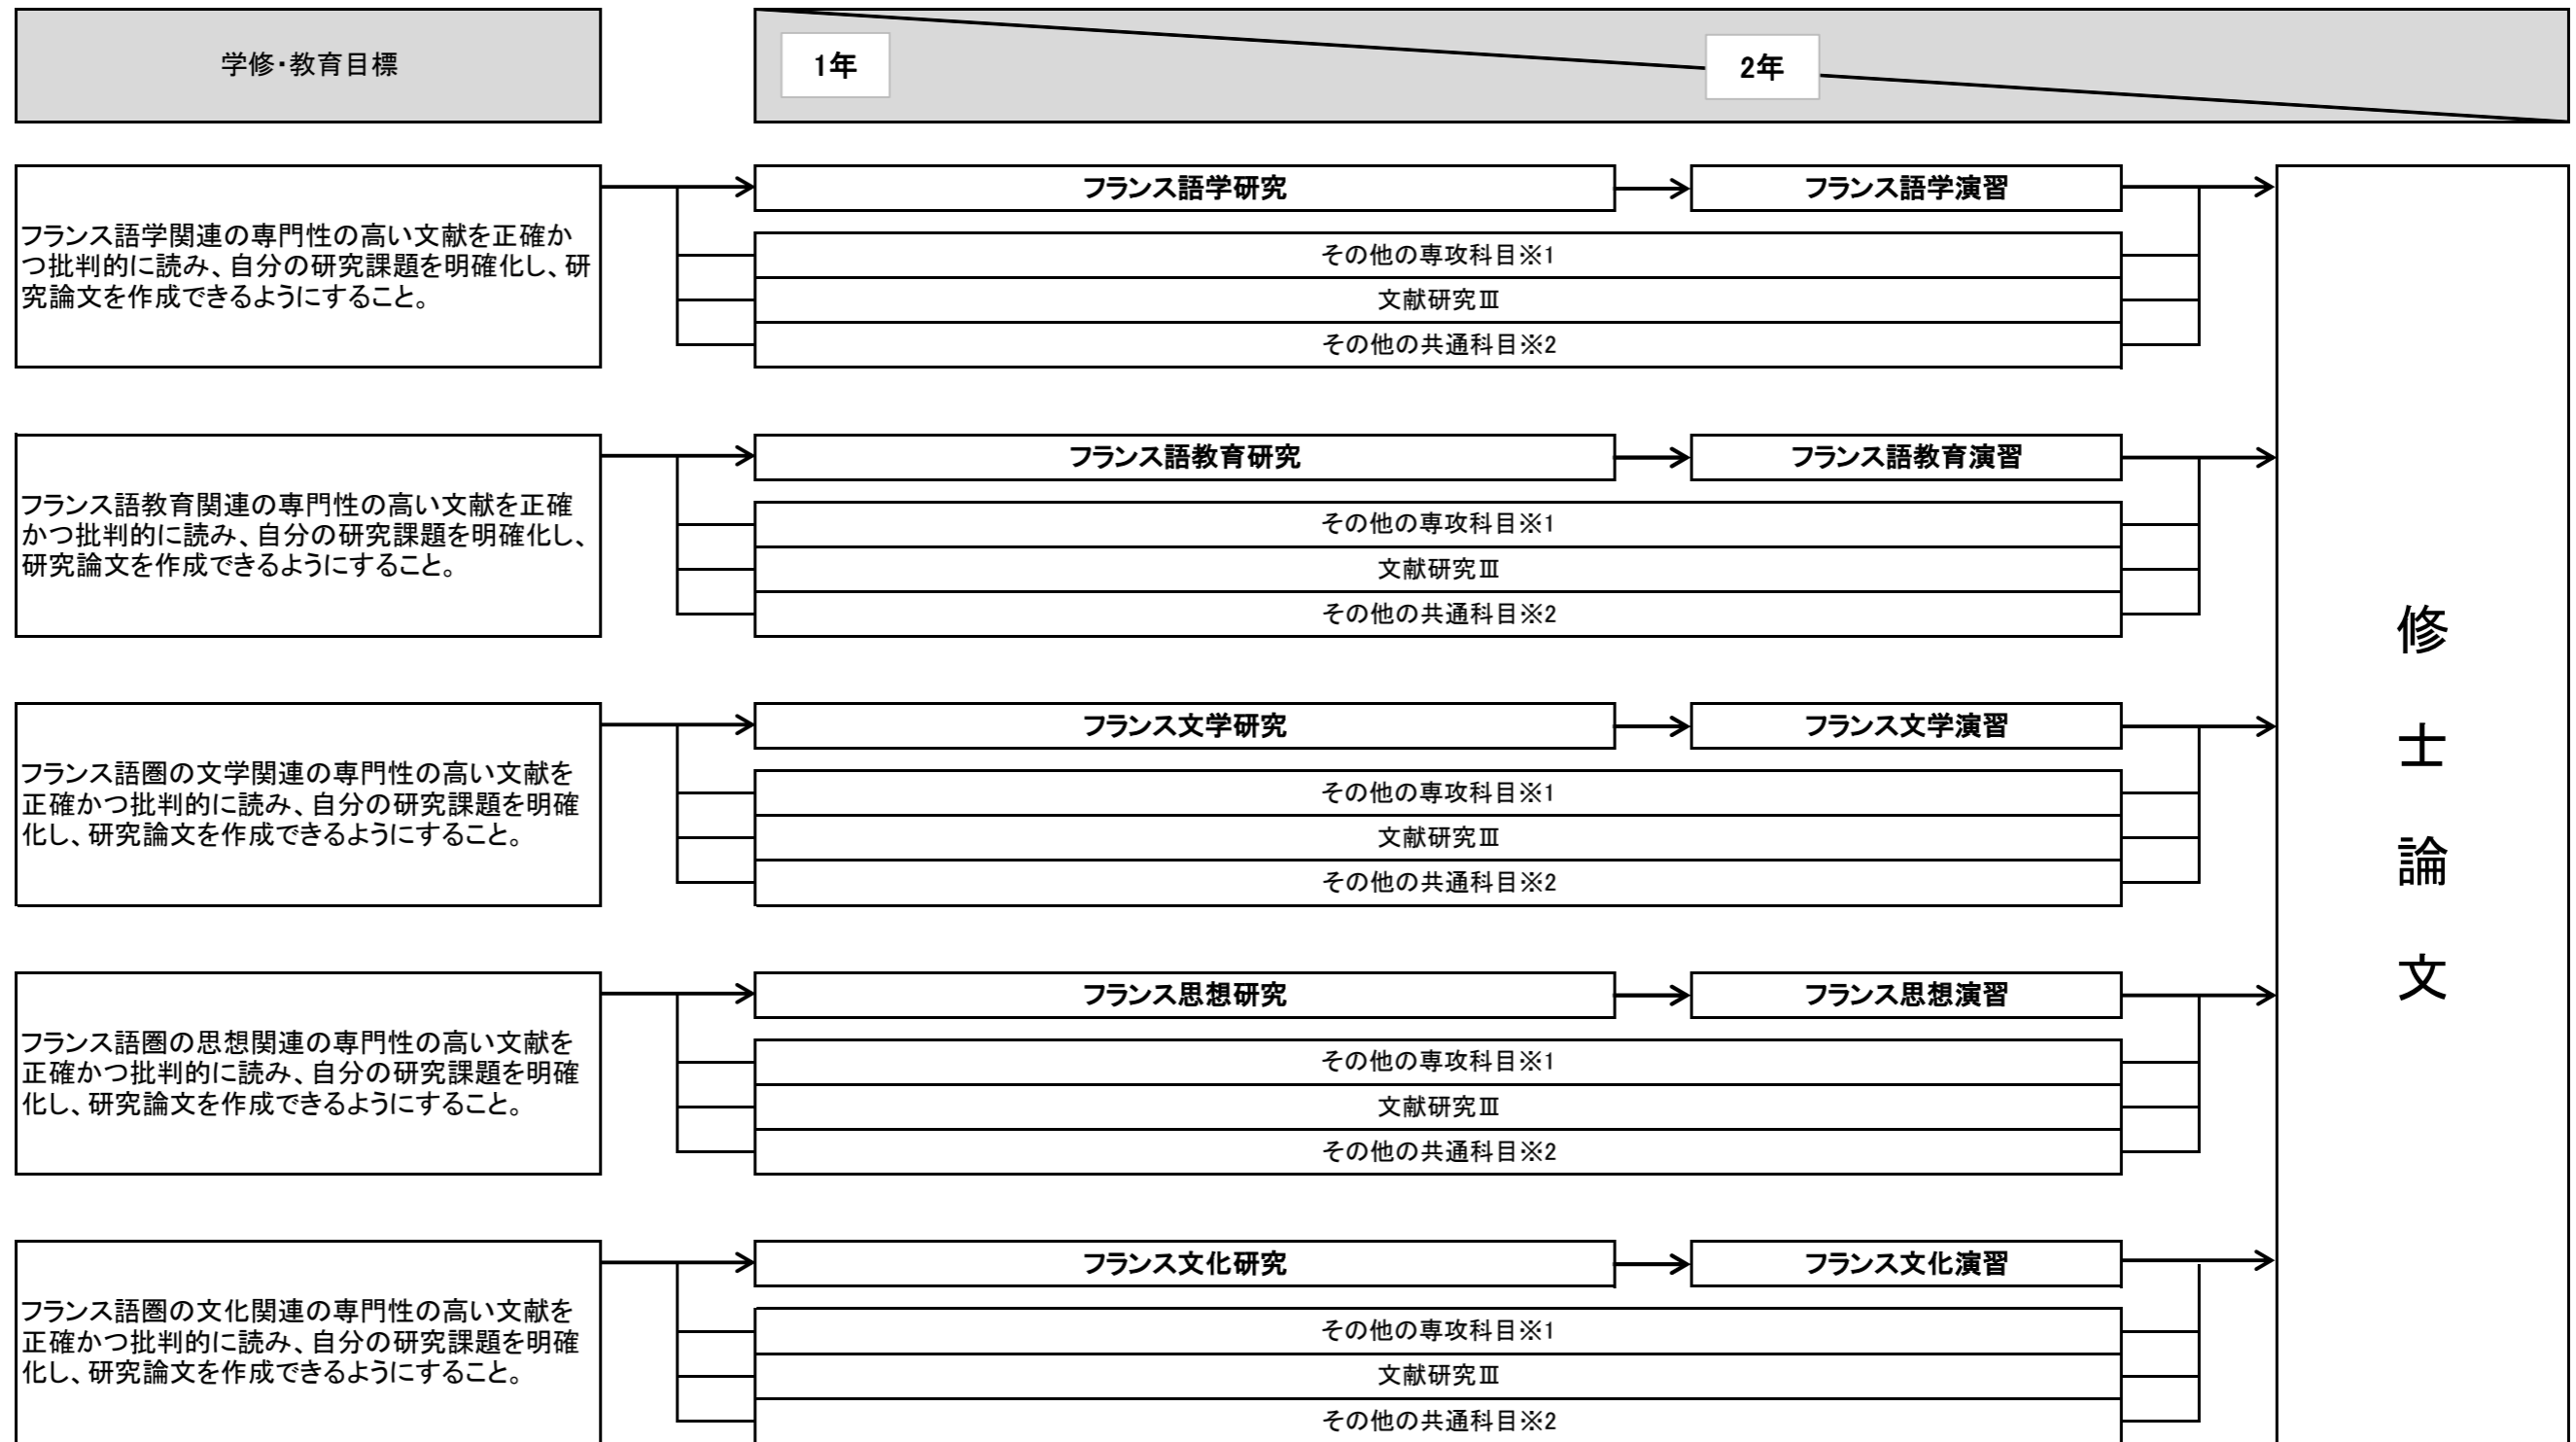 学修・教育目標
1年
2年
フランス語学関連の専門性の高い文献を正確か
つ批判的に読み、自分の研究課題を明確化し、研
究論文を作成できるようにすること。
フランス語学研究
フランス語学演習
その他の専攻科目※1
文献研究Ⅲ
その他の共通科目※2
フランス語教育関連の専門性の高い文献を正確
かつ批判的に読み、自分の研究課題を明確化し、
研究論文を作成できるようにすること。
フランス語教育研究
フランス語教育演習
その他の専攻科目※1
文献研究Ⅲ
その他の共通科目※2
フランス語圏の文学関連の専門性の高い文献を
正確かつ批判的に読み、自分の研究課題を明確
化し、研究論文を作成できるようにすること。
フランス文学研究
フランス文学演習
その他の専攻科目※1
文献研究Ⅲ
その他の共通科目※2
フランス語圏の思想関連の専門性の高い文献を
正確かつ批判的に読み、自分の研究課題を明確
化し、研究論文を作成できるようにすること。
フランス思想研究
フランス思想演習
その他の専攻科目※1
文献研究Ⅲ
その他の共通科目※2
フランス語圏の文化関連の専門性の高い文献を
正確かつ批判的に読み、自分の研究課題を明確
化し、研究論文を作成できるようにすること。
フランス文化研究
フランス文化演習
その他の専攻科目※1
文献研究Ⅲ
その他の共通科目※2
修士論文